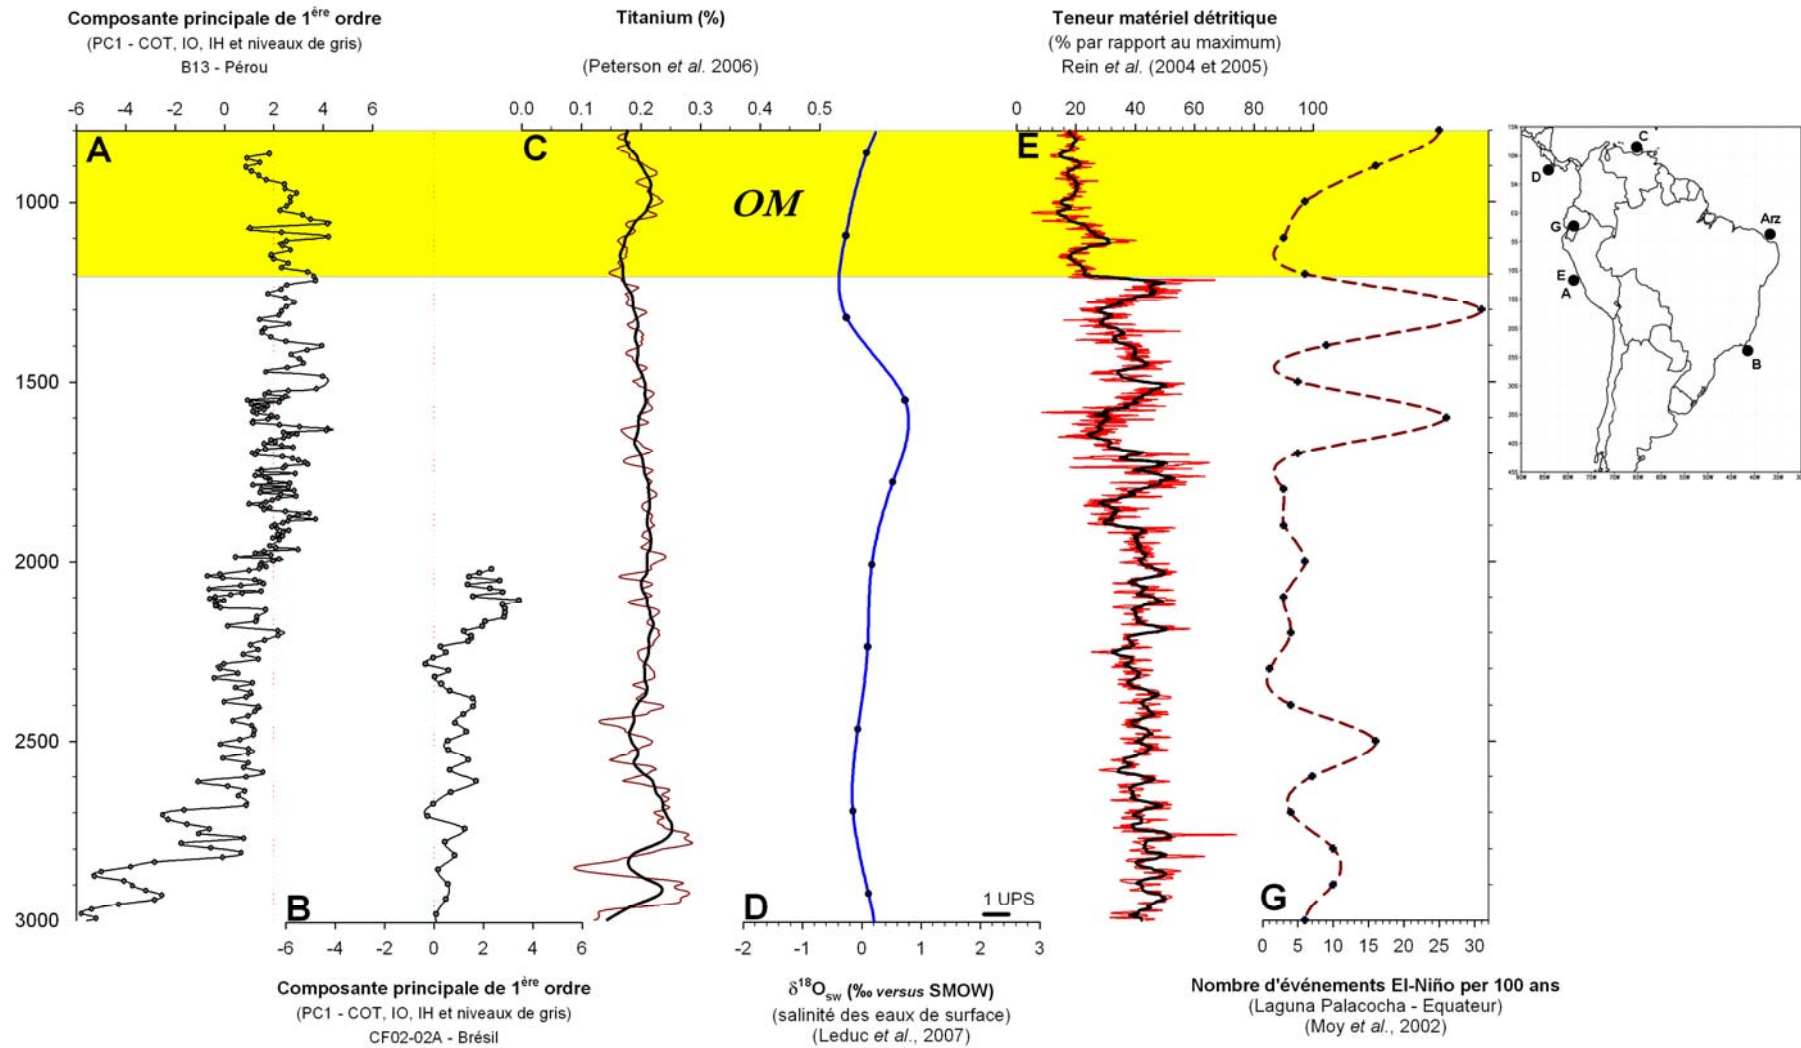 Composante principale de 1ère ordre
(PC1 - COT, IO, IH et niveaux de gris)
B13 - Pérou
Titanium (%)
(Peterson et al. 2006)
Teneur matériel détritique
(% par rapport au maximum)
Rein et al. (2004 et 2005)
-6 -4 -2 0 2 4 6
0.0 0.1 0.2 0.3 0.4 0.5
0 20 40 60 80 100
A
C
OM
E
1000
1500
2000
2500
3000
B
D
1 UPS
G
-6 -4 -2 0 2 4 6
-2 -1 0 1 2 3
0 5 10 15 20 25 30
Composante principale de 1ère ordre
(PC1 - COT, IO, IH et niveaux de gris)
CF02-02A - Brésil
δ18Osw (‰ versus SMOW)
(salinité des eaux de surface)
(Leduc et al., 2007)
Nombre d'événements El-Niño per 100 ans
(Laguna Palacocha - Equateur)
(Moy et al., 2002)
C
D
G
Arz
E
A
B